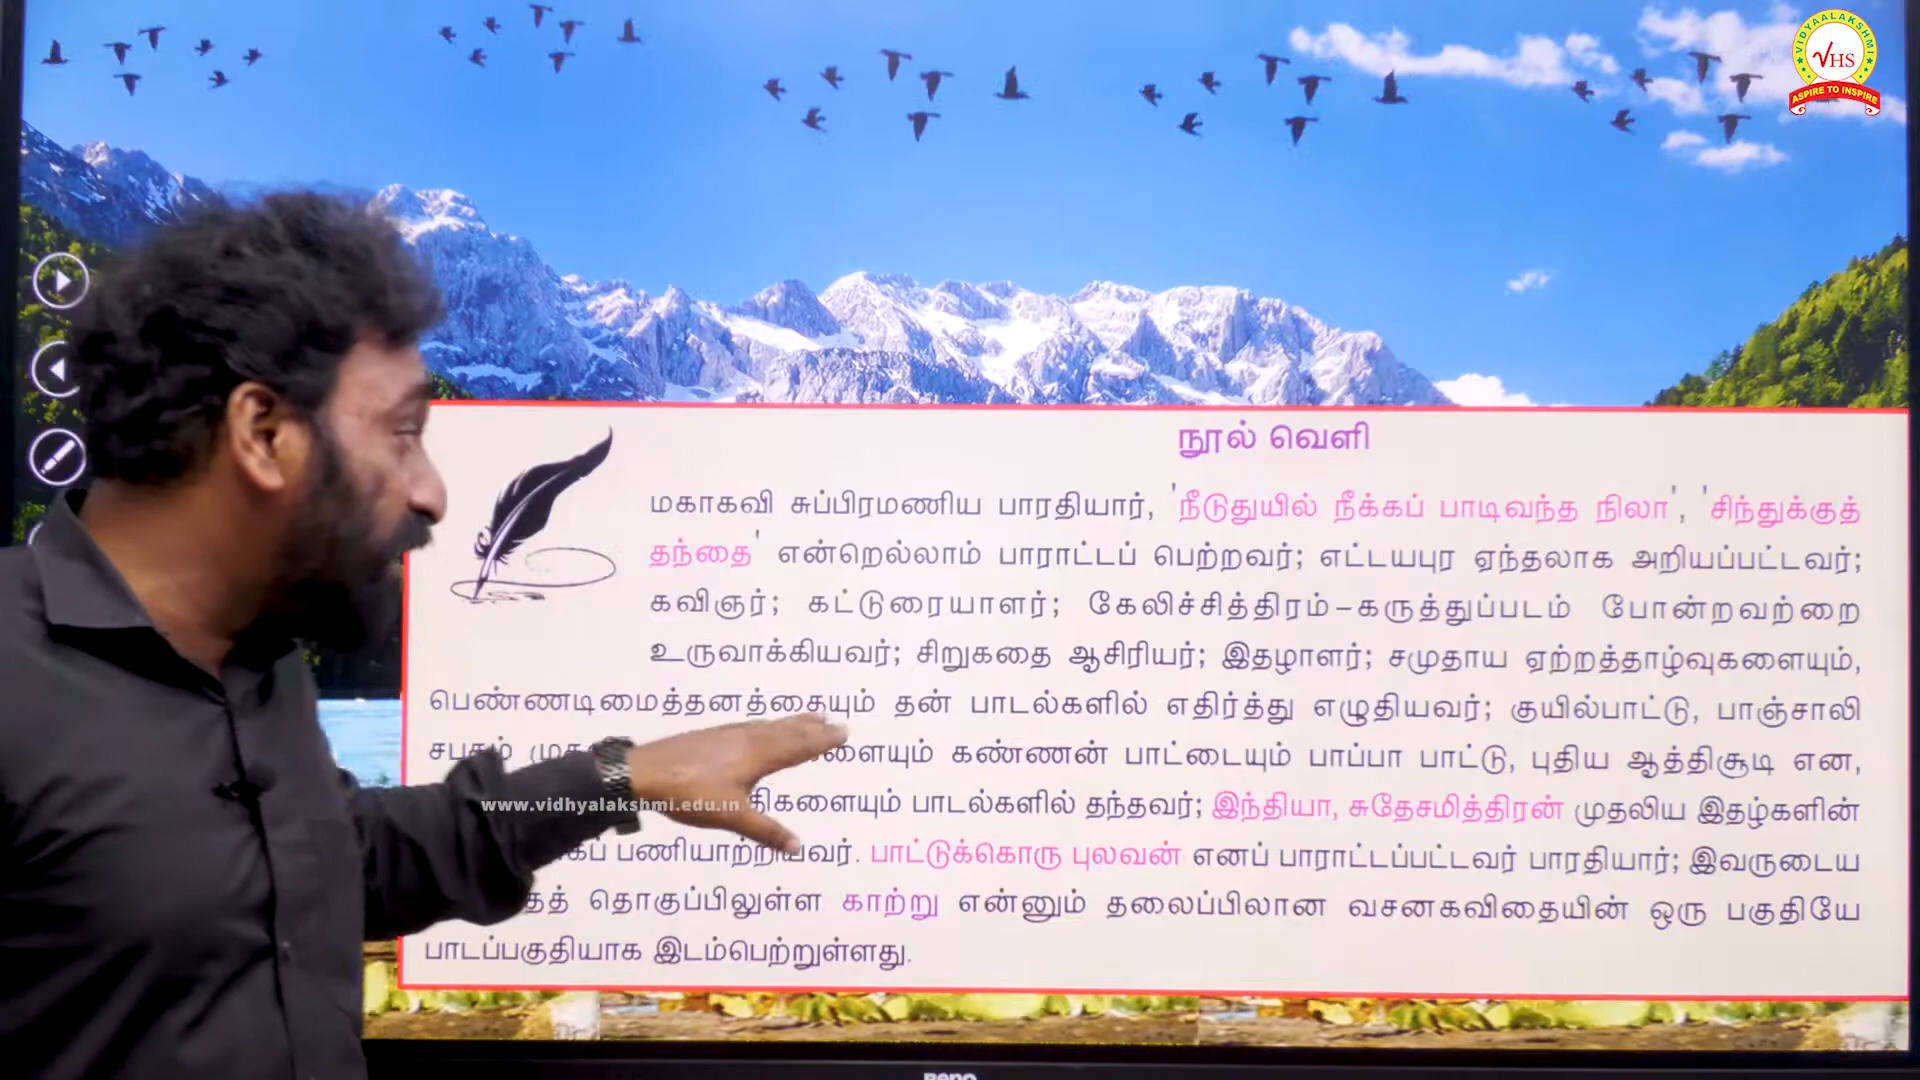 VIDYAALAKSHMI
VHS
ASPIRE TO INSPIRE
நூல் வெளி
மகாகவி சுப்பிரமணிய பாரதியார், 'நீடுதுயில் நீக்கப் பாடிவந்த நிலா', 'சிந்துக்குத்
தந்தை' என்றெல்லாம் பாராட்டப் பெற்றவர்; எட்டயபுர ஏந்தலாக அறியப்பட்டவர்;
கவிஞர்; கட்டுரையாளர்; கேலிச்சித்திரம்–கருத்துப்படம் போன்றவற்றை
உருவாக்கியவர்; சிறுகதை ஆசிரியர்; இதழாளர்; சமுதாய ஏற்றத்தாழ்வுகளையும்,
பெண்ணடிமைத்தனத்தையும் தன் பாடல்களில் எதிர்த்து எழுதியவர்; குயில்பாட்டு, பாஞ்சாலி
சபதம் களையும் கண்ணன் பாட்டையும் பாப்பா பாட்டு, புதிய ஆத்திசூடி என,
திகளையும் பாடல்களில் தந்தவர்; இந்தியா, சுதேசமித்திரன் முதலிய இதழ்களின்
பணியாற்றியவர். பாட்டுக்கொரு புலவன் எனப் பாராட்டப்பட்டவர் பாரதியார்; இவருடைய
தொகுப்பிலுள்ள காற்று என்னும் தலைப்பிலான வசனகவிதையின் ஒரு பகுதியே
பாடப்பகுதியாக இடம்பெற்றுள்ளது.
www.vidhyalakshmi.edu.in